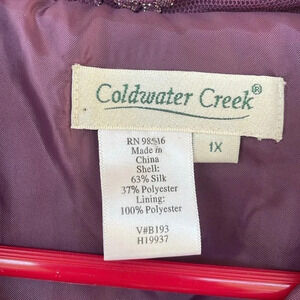 Coldwater Creek®
1X
RN 98516
Made in
China
Shell:
63% Silk
37% Polyester
Lining:
100% Polyester
V#B193
H19937